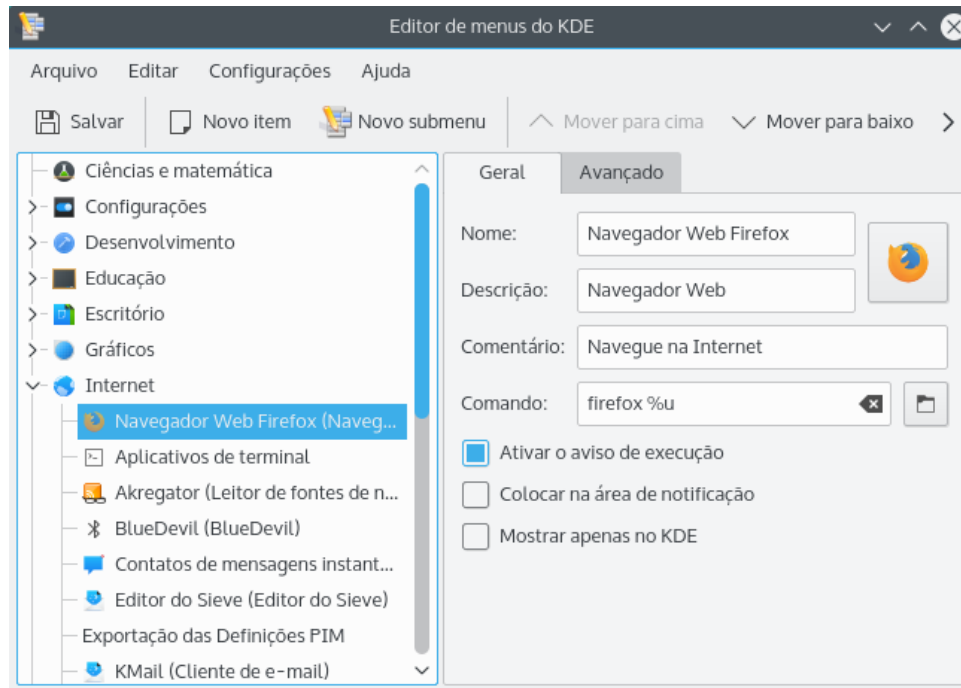 Editor de menus do KDE
Arquivo Editar Configurações Ajuda
Salvar Novo item Novo submenu Mover para cima Mover para baixo
Ciências e matemática
Configurações
Desenvolvimento
Educação
Escritório
Gráficos
Internet
Navegador Web Firefox (Naveg...
Aplicativos de terminal
Akregator (Leitor de fontes de n...
BlueDevil (BlueDevil)
Contatos de mensagens instant...
Editor do Sieve (Editor do Sieve)
Exportação das Definições PIM
KMail (Cliente de e-mail)
Geral Avançado
Nome: Navegador Web Firefox
Descrição: Navegador Web
Comentário: Navegue na Internet
Comando: firefox %u
Ativar o aviso de execução
Colocar na área de notificação
Mostrar apenas no KDE